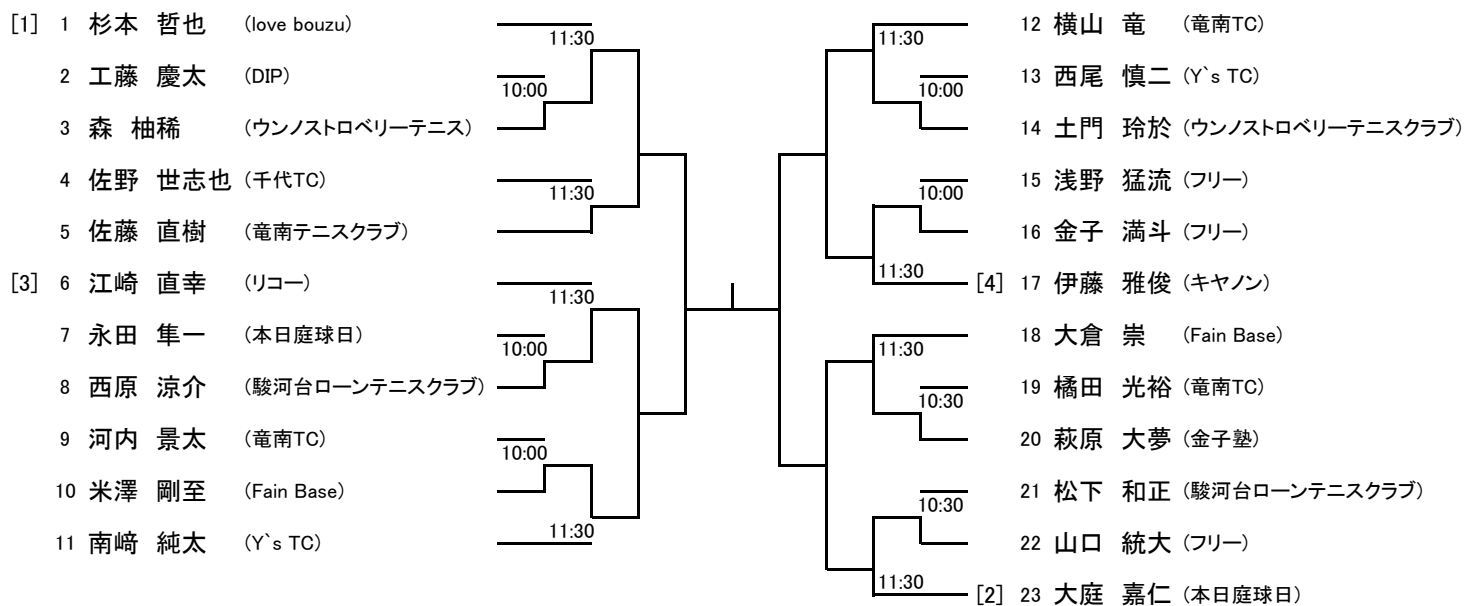 [1] 1 杉本 哲也 (love bouzu)
11:30
2 工藤 慶太 (DIP)
10:00
3 森 柚稀 (ウンノストロベリーテニス)
4 佐野 世志也 (千代TC)
11:30
5 佐藤 直樹 (竜南テニスクラブ)
[3] 6 江崎 直幸 (リコー)
11:30
7 永田 隼一 (本日庭球日)
10:00
8 西原 涼介 (駿河台ローンテニスクラブ)
9 河内 景太 (竜南TC)
10:00
10 米澤 剛至 (Fain Base)
11:30
11 南﨑 純太 (Y`s TC)
12 横山 竜 (竜南TC)
11:30
13 西尾 慎二 (Y`s TC)
10:00
14 土門 玲於 (ウンノストロベリーテニスクラブ)
15 浅野 猛流 (フリー)
10:00
16 金子 満斗 (フリー)
11:30
[4] 17 伊藤 雅俊 (キヤノン)
18 大倉 崇 (Fain Base)
11:30
19 橘田 光裕 (竜南TC)
10:30
20 萩原 大夢 (金子塾)
21 松下 和正 (駿河台ローンテニスクラブ)
10:30
22 山口 統大 (フリー)
11:30
[2] 23 大庭 嘉仁 (本日庭球日)